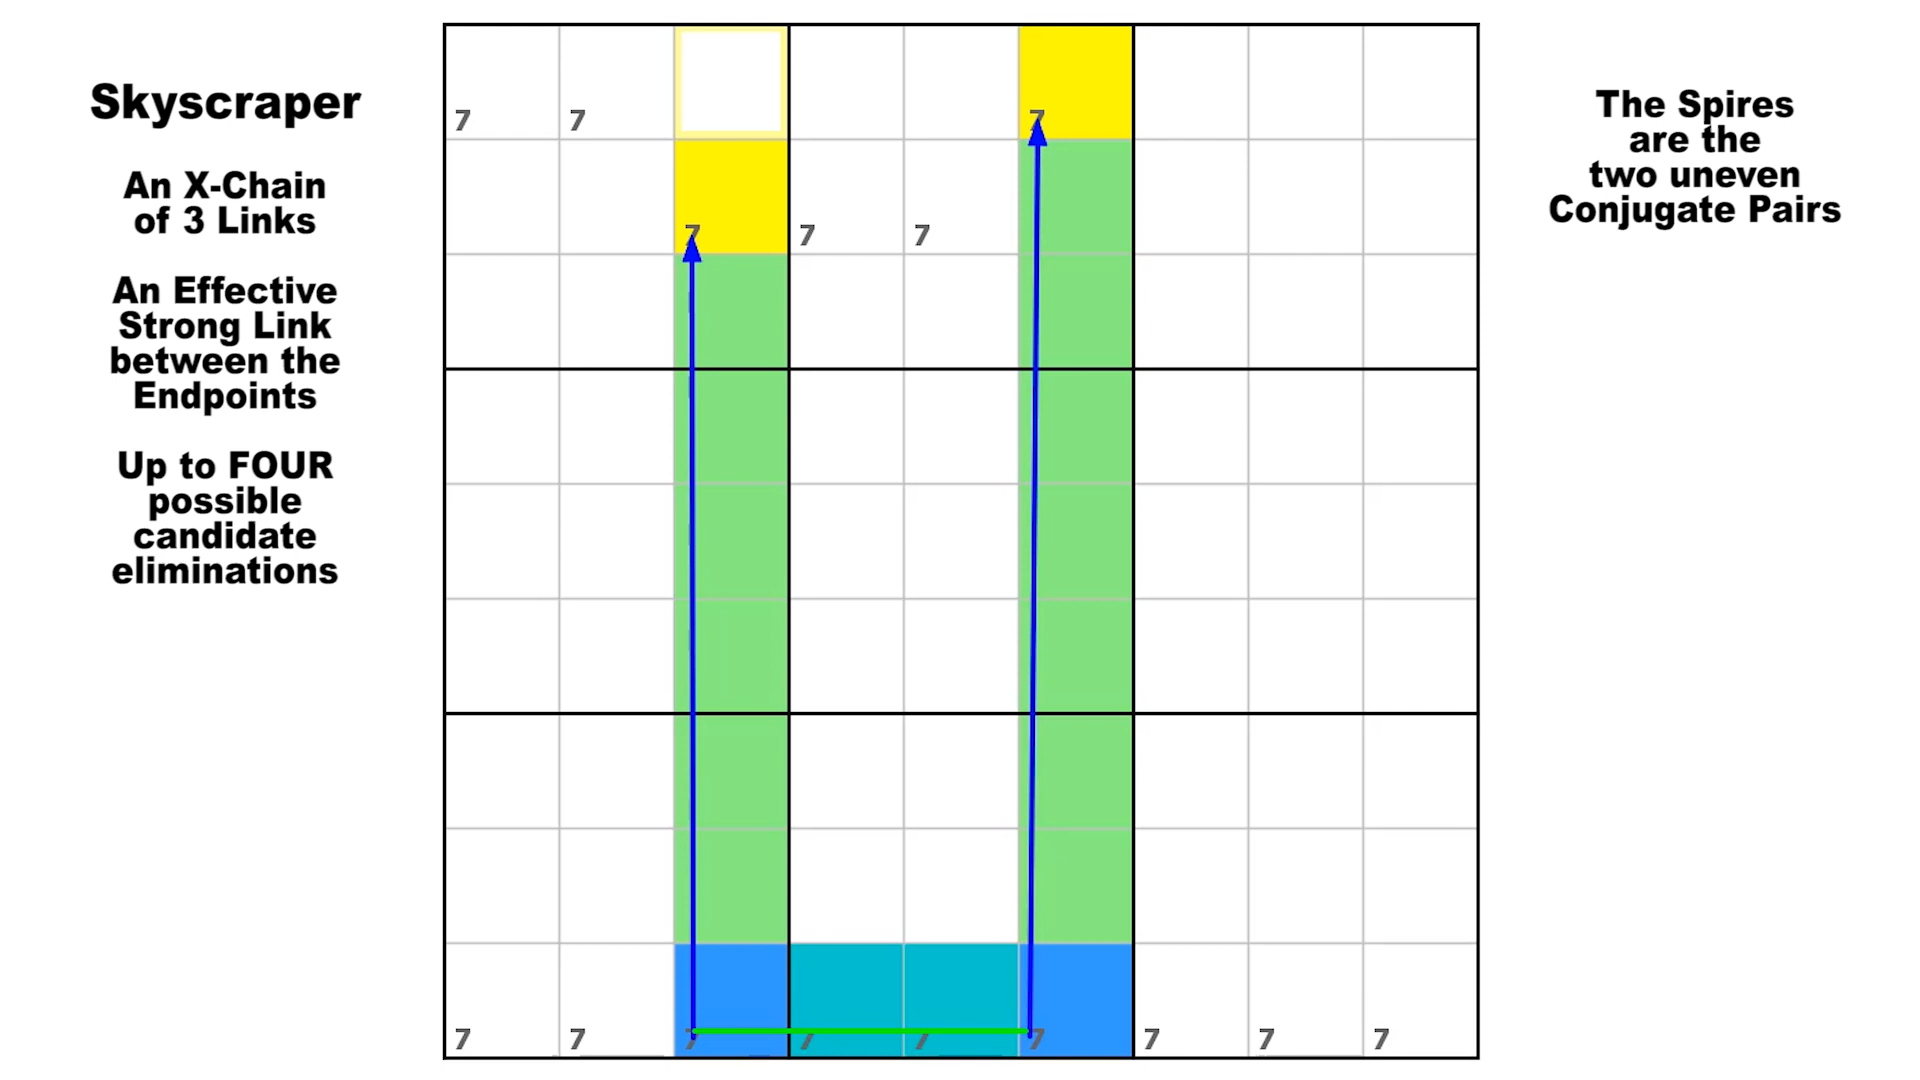 Skyscraper
An X-Chain
of 3 Links
An Effective
Strong Link
between the
Endpoints
Up to FOUR
possible
candidate
eliminations
7 7 7
7 7 7
7 7 7 7 7 7 7 7 7
The Spires
are the
two uneven
Conjugate Pairs